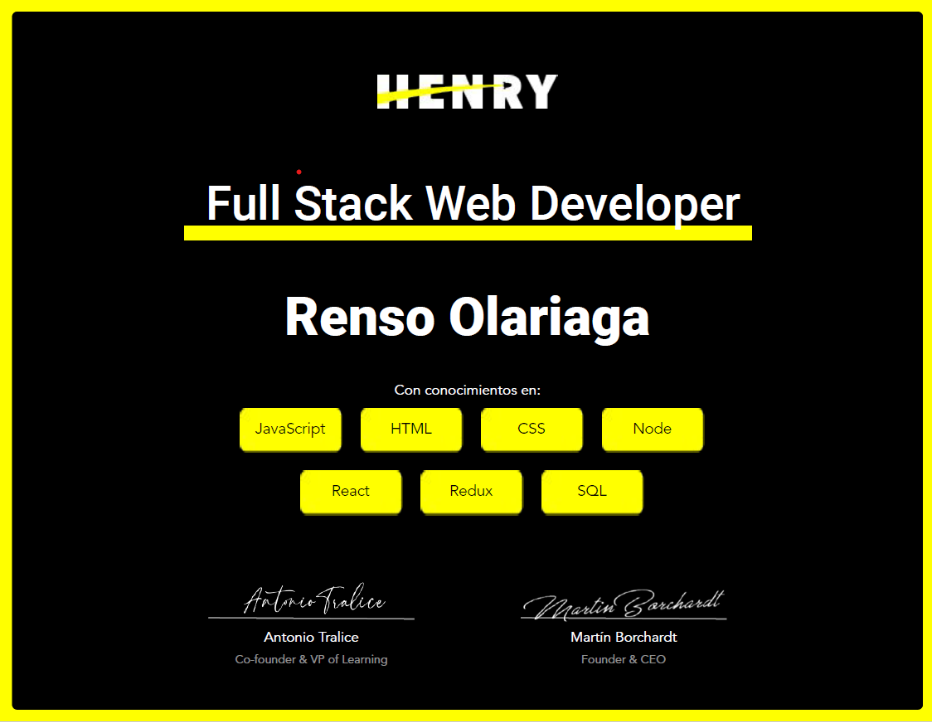 HENRY
Full Stack Web Developer
Renso Olariaga
Con conocimientos en:
JavaScript HTML CSS Node
React Redux SQL
Antonio Tralice Martin Borchardt
Antonio Tralice Martín Borchardt
Co-founder & VP of Learning Founder & CEO